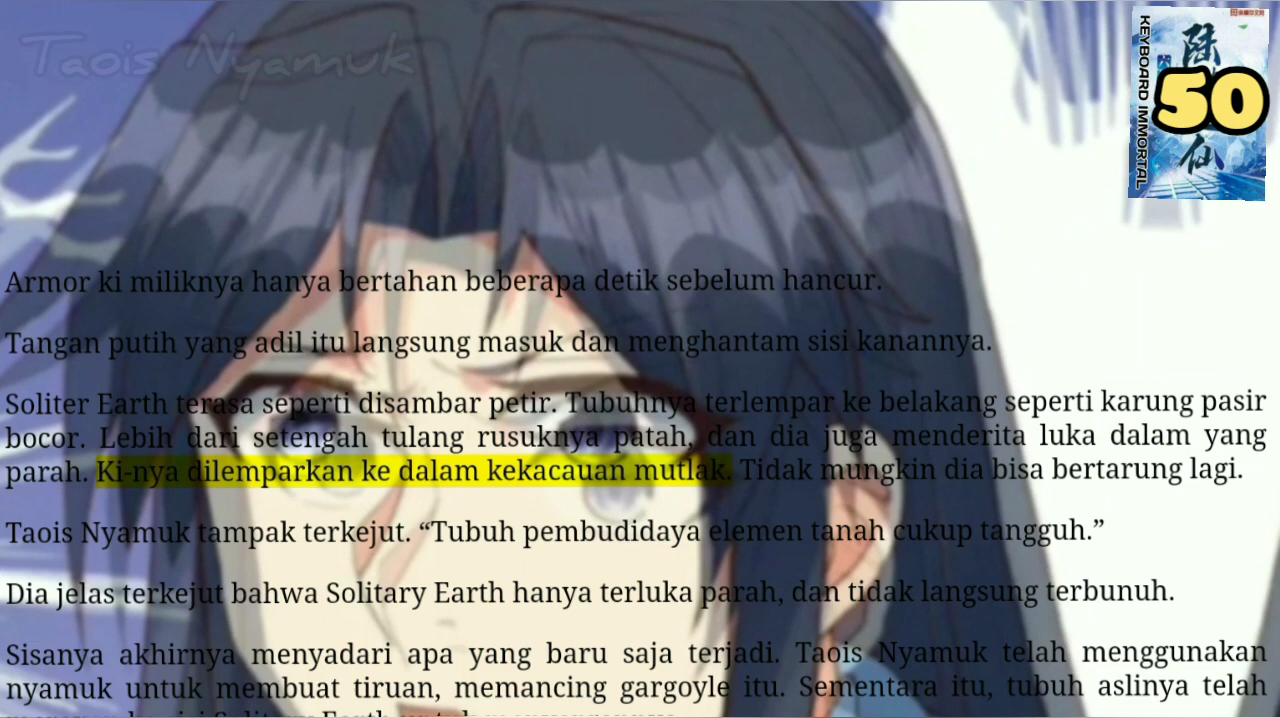 Taois Nyamuk
KEYBOARD IMMORTAL
陆
仙
50
Armor ki miliknya hanya bertahan beberapa detik sebelum hancur.
Tangan putih yang adil itu langsung masuk dan menghantam sisi kanannya.
Soliter Earth terasa seperti disambar petir. Tubuhnya terlempar ke belakang seperti karung pasir
bocor. Lebih dari setengah tulang rusuknya patah, dan dia juga menderita luka dalam yang
parah. Ki-nya dilemparkan ke dalam kekacauan mutlak. Tidak mungkin dia bisa bertarung lagi.
Taois Nyamuk tampak terkejut. “Tubuh pembudidaya elemen tanah cukup tangguh.”
Dia jelas terkejut bahwa Solitary Earth hanya terluka parah, dan tidak langsung terbunuh.
Sisanya akhirnya menyadari apa yang baru saja terjadi. Taois Nyamuk telah menggunakan
nyamuk untuk membuat tiruan, memancing gargoyle itu. Sementara itu, tubuh aslinya telah